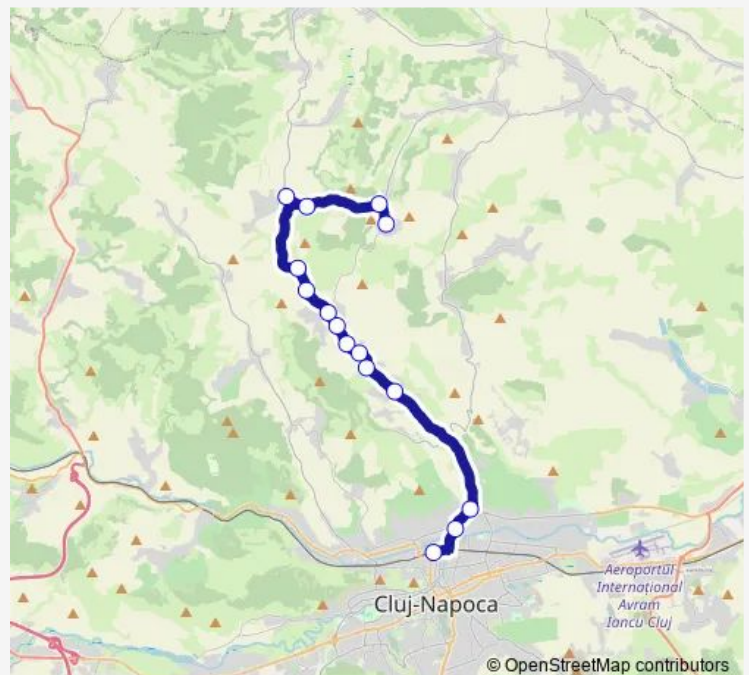 Aeroportul
Internațional
Avram
Iancu Cluj
Cluj-Napoca
© OpenStreetMap contributors